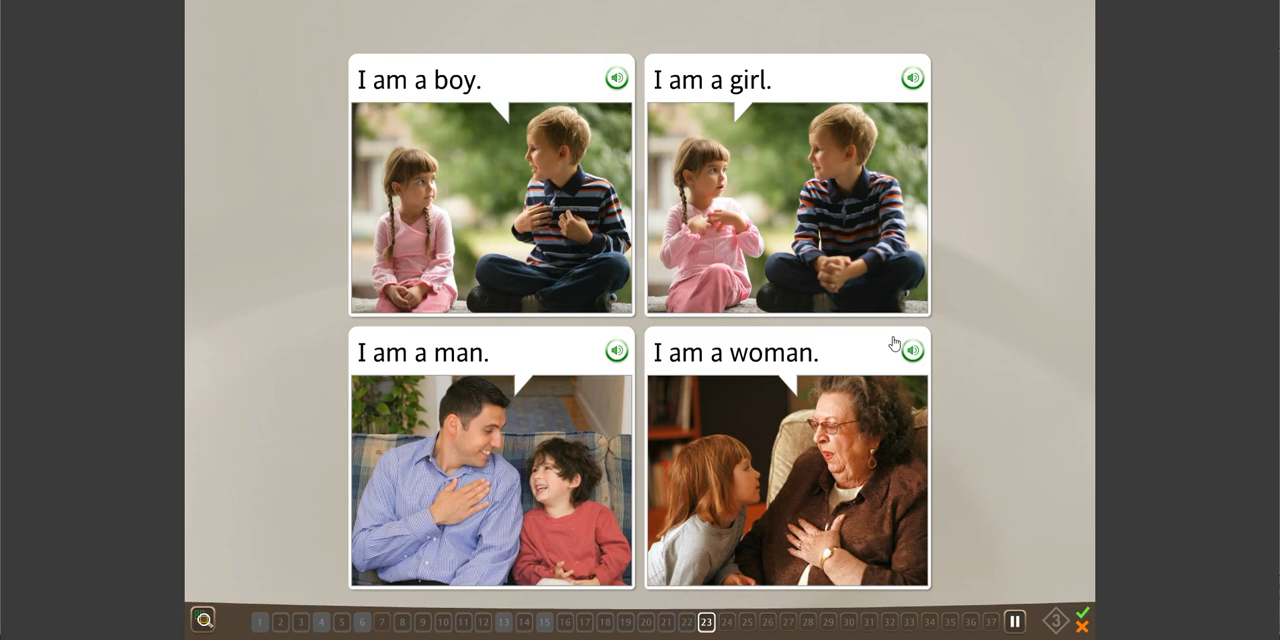 I am a boy.
I am a girl.
I am a man.
I am a woman.
1 2 3 4 5 6 7 8 9 10 11 12 13 14 15 16 17 18 19 20 21 22 23 24 25 26 27 28 29 30 31 32 33 34 35 36 37
3